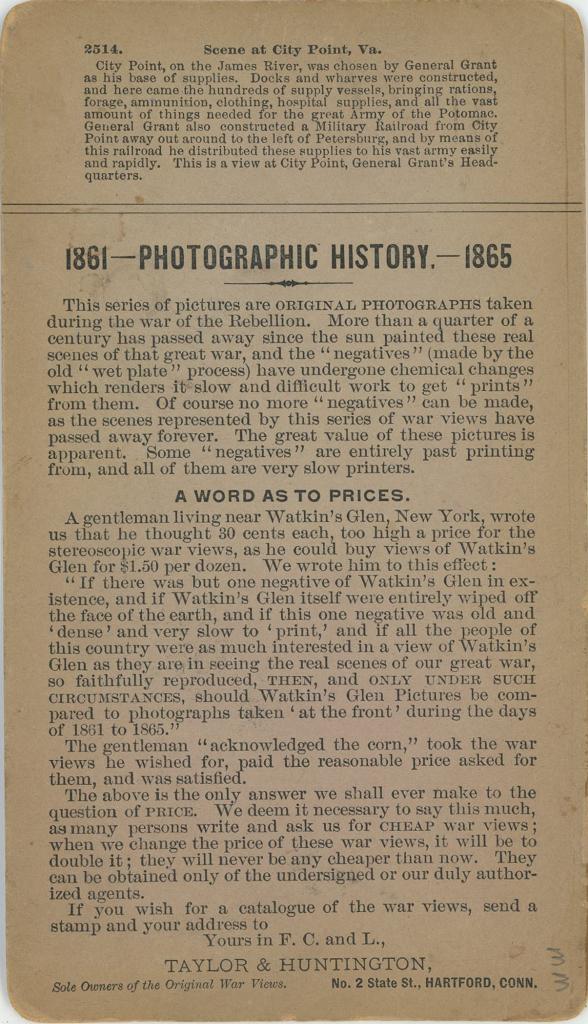 2514. Scene at City Point, Va.
City Point, on the James River, was chosen by General Grant
as his base of supplies. Docks and wharves were constructed,
and here came the hundreds of supply vessels, bringing rations,
forage, ammunition, clothing, hospital supplies, and all the vast
amount of things needed for the great Army of the Potomac.
General Grant also constructed a Military Railroad from City
Point away out around to the left of Petersburg, and by means of
this railroad he distributed these supplies to his vast army easily
and rapidly. This is a view at City Point, General Grant's Head-
quarters.
1861—PHOTOGRAPHIC HISTORY.—1865
This series of pictures are ORIGINAL PHOTOGRAPHS taken
during the war of the Rebellion. More than a quarter of a
century has passed away since the sun painted these real
scenes of that great war, and the "negatives" (made by the
old "wet plate" process) have undergone chemical changes
which renders it slow and difficult work to get "prints"
from them. Of course no more "negatives" can be made,
as the scenes represented by this series of war views have
passed away forever. The great value of these pictures is
apparent. Some "negatives" are entirely past printing
from, and all of them are very slow printers.
A WORD AS TO PRICES.
A gentleman living near Watkin's Glen, New York, wrote
us that he thought 30 cents each, too high a price for the
stereoscopic war views, as he could buy views of Watkin's
Glen for $1.50 per dozen. We wrote him to this effect:
"If there was but one negative of Watkin's Glen in ex-
istence, and if Watkin's Glen itself were entirely wiped off
the face of the earth, and if this one negative was old and
'dense' and very slow to 'print,' and if all the people of
this country were as much interested in a view of Watkin's
Glen as they are in seeing the real scenes of our great war,
so faithfully reproduced, THEN, and ONLY UNDER SUCH
CIRCUMSTANCES, should Watkin's Glen Pictures be com-
pared to photographs taken 'at the front' during the days
of 1861 to 1865."
The gentleman "acknowledged the corn," took the war
views he wished for, paid the reasonable price asked for
them, and was satisfied.
The above is the only answer we shall ever make to the
question of PRICE. We deem it necessary to say this much,
as many persons write and ask us for CHEAP war views;
when we change the price of these war views, it will be to
double it; they will never be any cheaper than now. They
can be obtained only of the undersigned or our duly author-
ized agents.
If you wish for a catalogue of the war views, send a
stamp and your address to
Yours in F. C. and L.,
TAYLOR & HUNTINGTON,
Sole Owners of the Original War Views. No. 2 State St., HARTFORD, CONN.